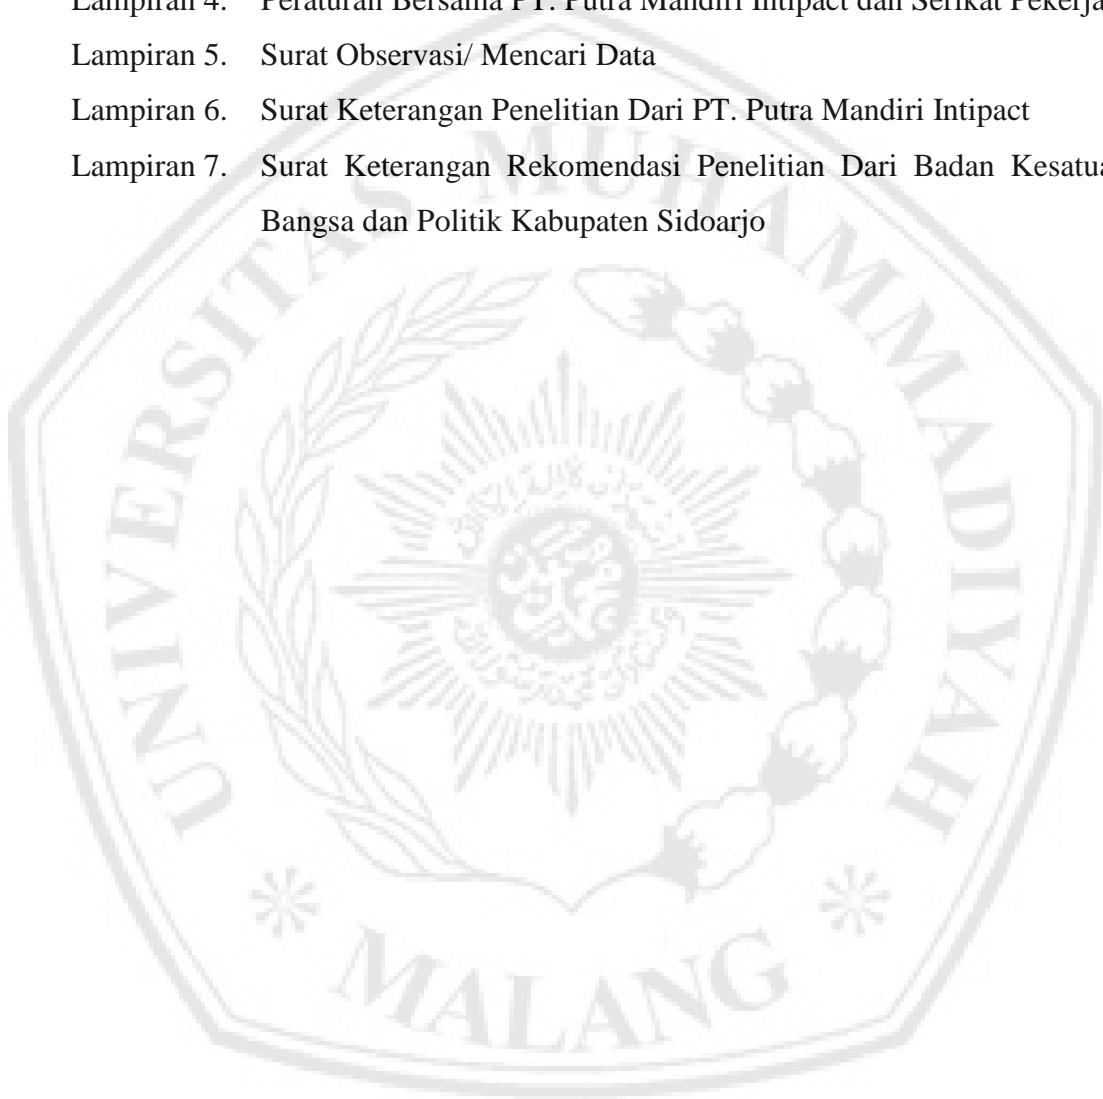 Lampiran 4. Peraturan Bersama PT. Putra Mandiri Intipact dan Serikat Pekerja
Lampiran 5. Surat Observasi/ Mencari Data
Lampiran 6. Surat Keterangan Penelitian Dari PT. Putra Mandiri Intipact
Lampiran 7. Surat Keterangan Rekomendasi Penelitian Dari Badan Kesatua
Bangsa dan Politik Kabupaten Sidoarjo
UNIVERSITAS MUHAMMADIYAH
MALANG